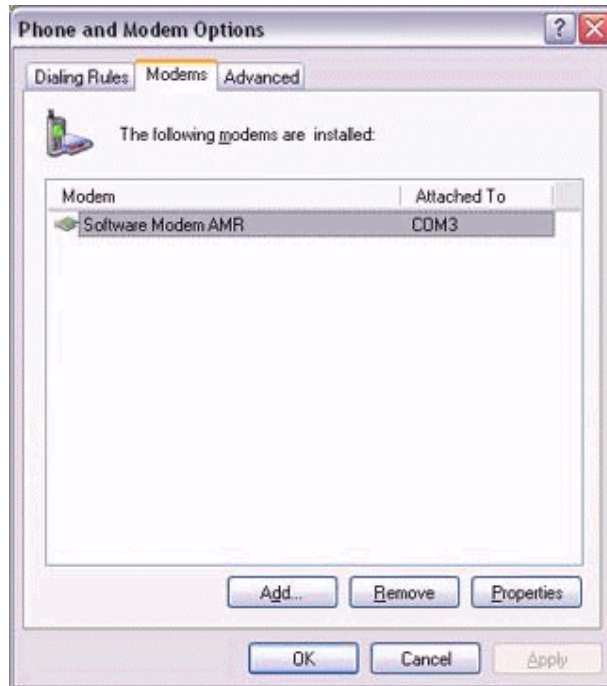 Phone and Modem Options
Dialing Rules Modems Advanced
The following modems are installed:
Modem Attached To
Software Modem AMR COM3
Add... Remove Properties
OK Cancel Apply